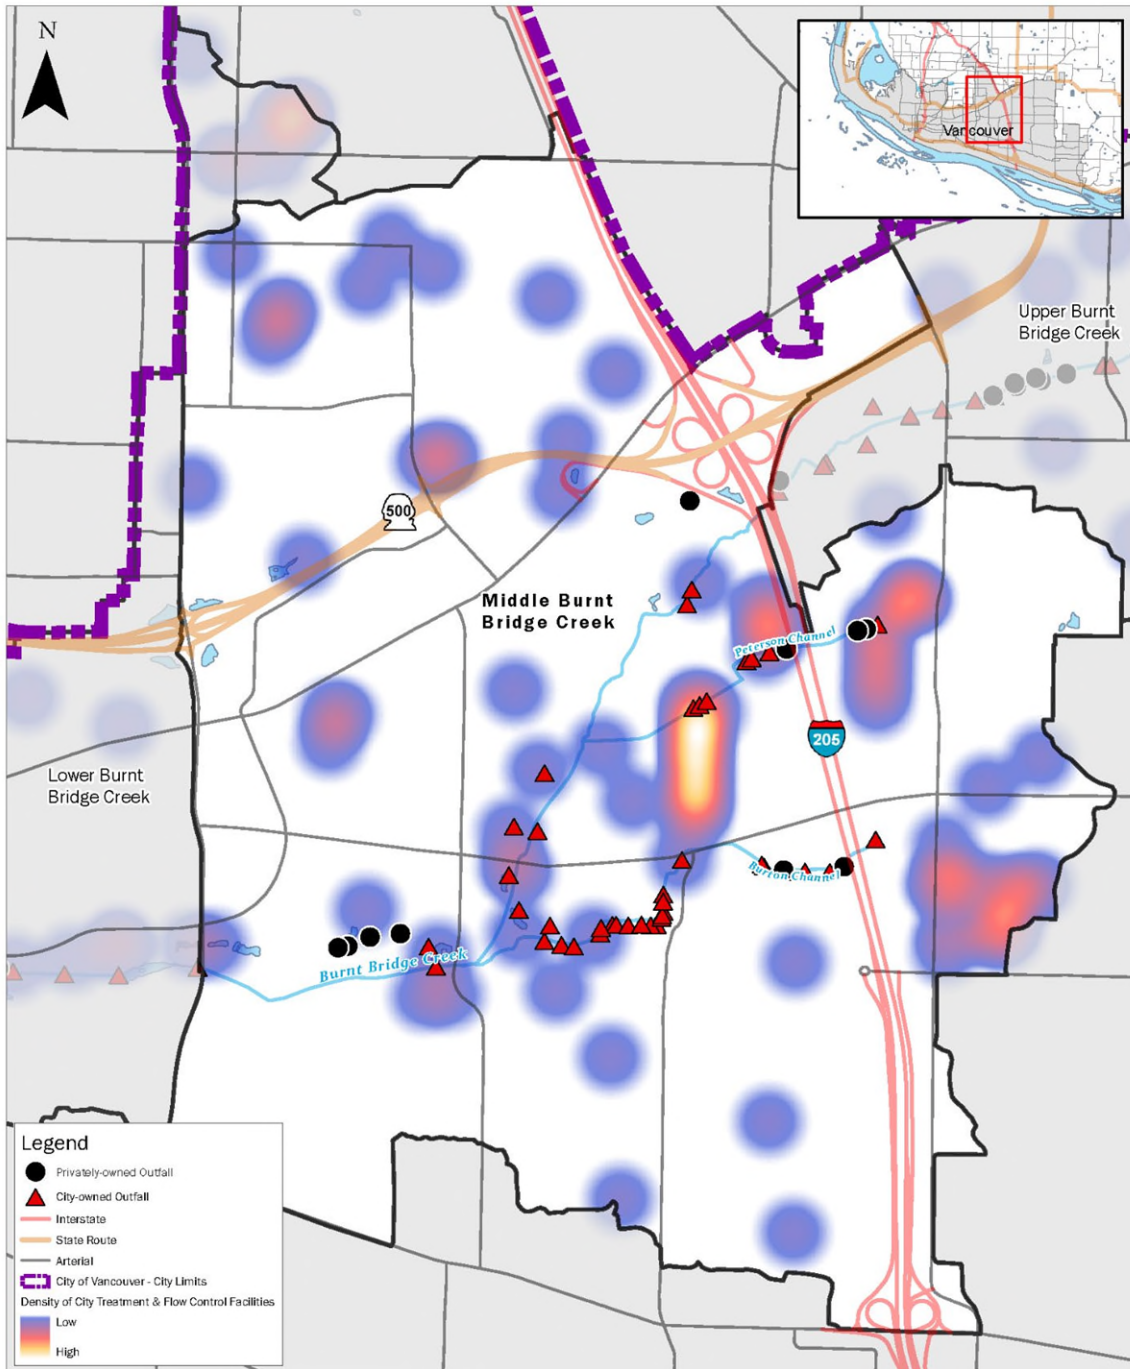 N
Vancouver
Upper Burnt
Bridge Creek
500
Middle Burnt
Bridge Creek
Peterson Channel
205
Lower Burnt
Bridge Creek
Burton Channel
Burnt Bridge Creek
Legend
Privately-owned Outfall
City-owned Outfall
Interstate
State Route
Arterial
City of Vancouver - City Limits
Density of City Treatment & Flow Control Facilities
Low
High